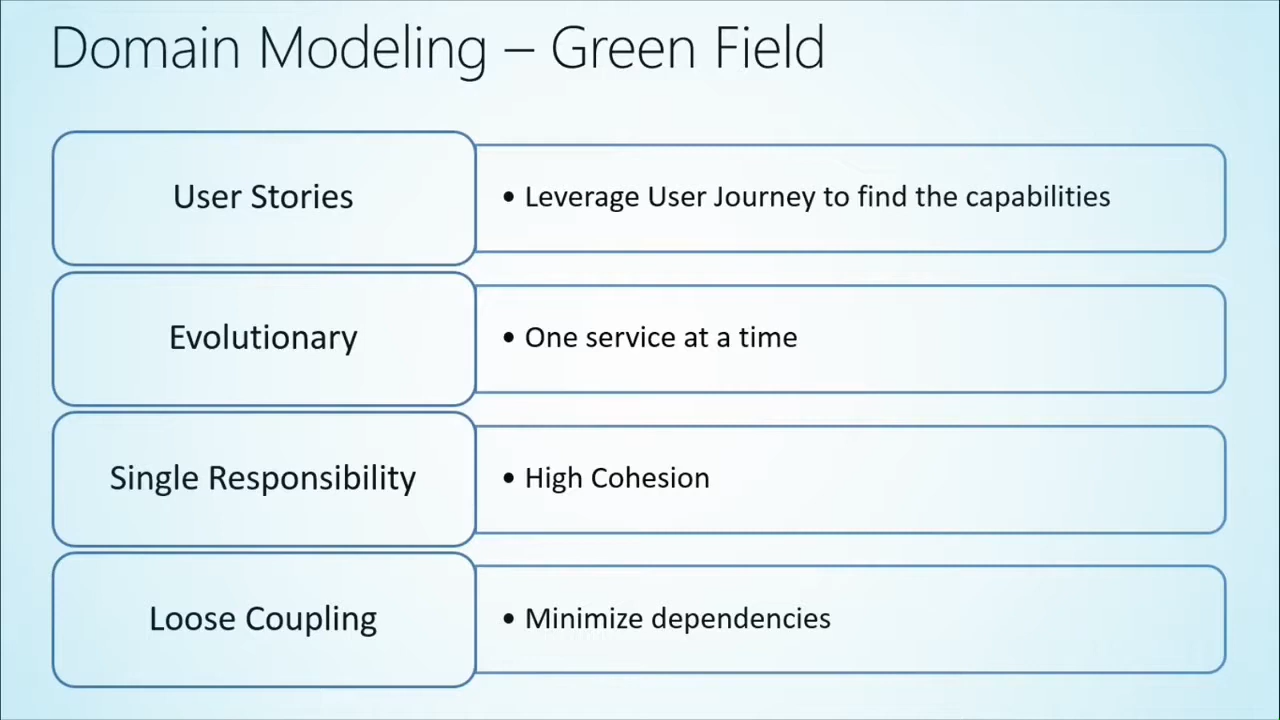 Domain Modeling – Green Field
User Stories
• Leverage User Journey to find the capabilities
Evolutionary
• One service at a time
Single Responsibility
• High Cohesion
Loose Coupling
• Minimize dependencies